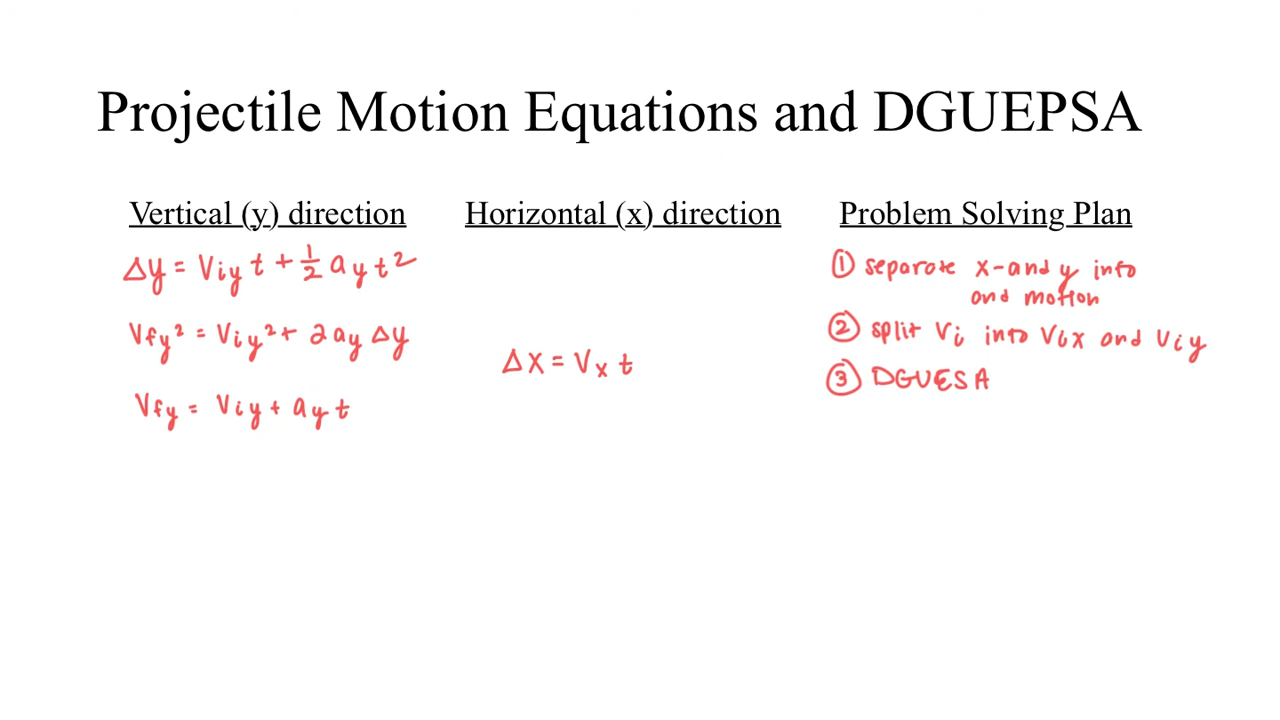 Projectile Motion Equations and DGUEPSA
Vertical (y) direction
Δy = Viy t + 1/2 ay t²
Vfy² = Viy² + 2ay Δy
Vfy = Viy + ay t
Horizontal (x) direction
Δx = Vx t
Problem Solving Plan
① separate x-and y info
and motion
② split Vi into Vix and Viy
③ DGUESA